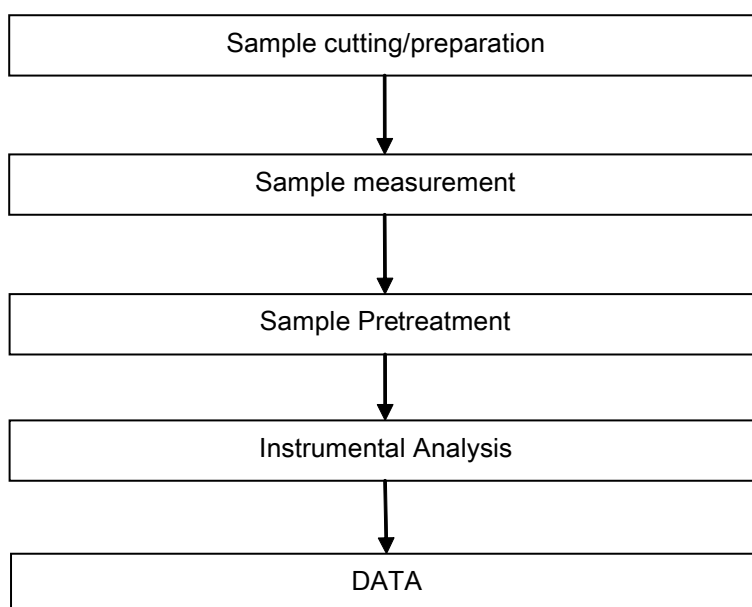 Sample cutting/preparation
Sample measurement
Sample Pretreatment
Instrumental Analysis
DATA